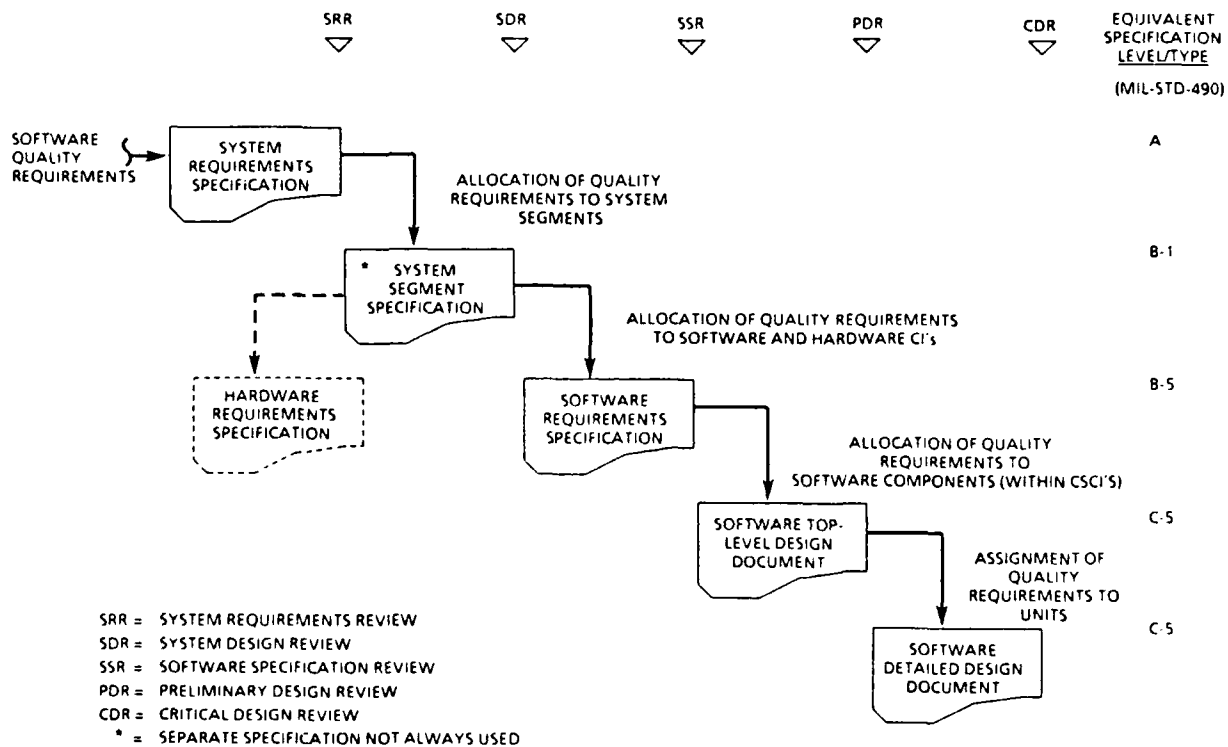 SRR
SDR
SSR
PDR
CDR
EQUIVALENT
SPECIFICATION
LEVEL/TYPE
(MIL-STD-490)
SOFTWARE
QUALITY
REQUIREMENTS
SYSTEM
REQUIREMENTS
SPECIFICATION
A
ALLOCATION OF QUALITY
REQUIREMENTS TO SYSTEM
SEGMENTS
* SYSTEM
SEGMENT
SPECIFICATION
B-1
ALLOCATION OF QUALITY REQUIREMENTS
TO SOFTWARE AND HARDWARE CI's
HARDWARE
REQUIREMENTS
SPECIFICATION
SOFTWARE
REQUIREMENTS
SPECIFICATION
B-5
ALLOCATION OF QUALITY
REQUIREMENTS TO
SOFTWARE COMPONENTS (WITHIN CSCI'S)
SOFTWARE TOP-
LEVEL DESIGN
DOCUMENT
C-5
ASSIGNMENT OF
QUALITY
REQUIREMENTS TO
UNITS
SOFTWARE
DETAILED DESIGN
DOCUMENT
C-5
SRR = SYSTEM REQUIREMENTS REVIEW
SDR = SYSTEM DESIGN REVIEW
SSR = SOFTWARE SPECIFICATION REVIEW
PDR = PRELIMINARY DESIGN REVIEW
CDR = CRITICAL DESIGN REVIEW
* = SEPARATE SPECIFICATION NOT ALWAYS USED